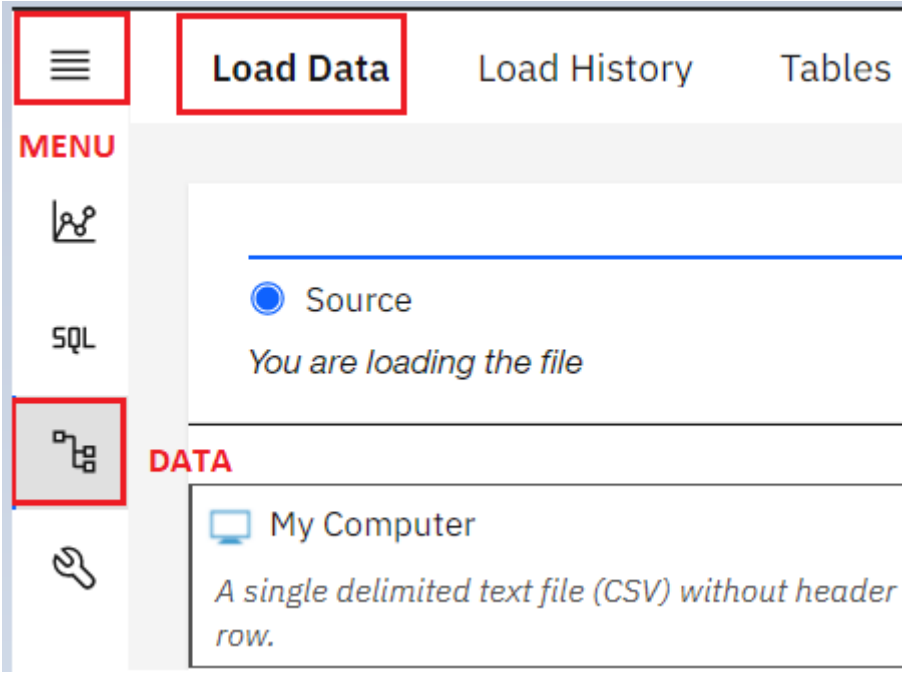 Load Data Load History Tables
MENU
SQL
Source
You are loading the file
DATA
My Computer
A single delimited text file (CSV) without header
row.